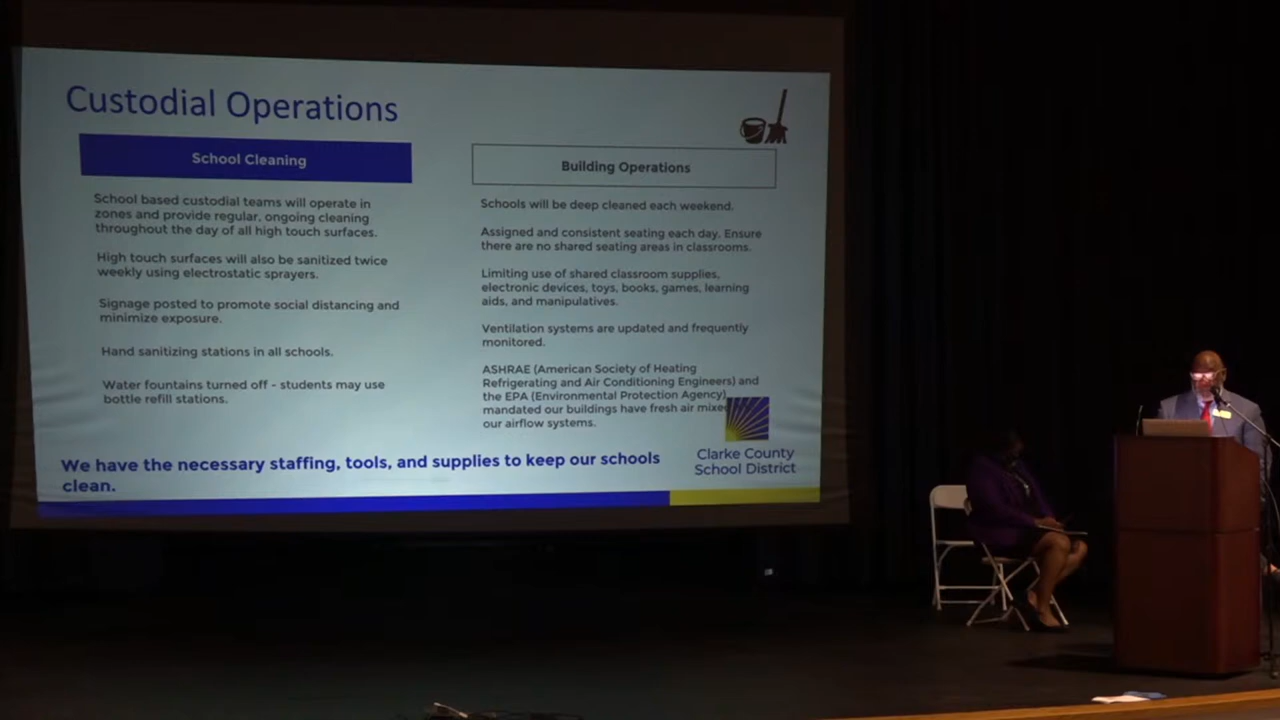 Custodial Operations
School Cleaning
School based custodial teams will operate in
zones and provide regular, ongoing cleaning
throughout the day of all high touch surfaces.
High touch surfaces will also be sanitized twice
weekly using electrostatic sprayers.
Signage posted to promote social distancing and
minimize exposure.
Hand sanitizing stations in all schools.
Water fountains turned off - students may use
bottle refill stations.
Building Operations
Schools will be deep cleaned each weekend.
Assigned and consistent seating each day. Ensure
there are no shared seating areas in classrooms.
Limiting use of shared classroom supplies,
electronic devices, toys, books, games, learning
aids, and manipulatives.
Ventilation systems are updated and frequently
monitored.
ASHRAE (American Society of Heating
Refrigerating and Air Conditioning Engineers) and
the EPA (Environmental Protection Agency)
mandated our buildings have fresh air mixe
our airflow systems.
We have the necessary staffing, tools, and supplies to keep our schools
clean.
Clarke County
School District